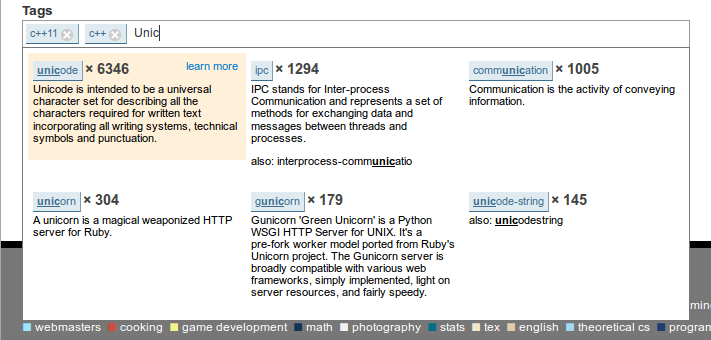 Tags
c++11 c++ Unic
unicode × 6346 learn more
Unicode is intended to be a universal
character set for describing all the
characters required for written text
incorporating all writing systems, technical
symbols and punctuation.
ipc × 1294
IPC stands for Inter-process
Communication and represents a set of
methods for exchanging data and
messages between threads and
processes.
also: interprocess-communicatio
communication × 1005
Communication is the activity of conveying
information.
unicorn × 304
A unicorn is a magical weaponized HTTP
server for Ruby.
gunicorn × 179
Gunicorn 'Green Unicorn' is a Python
WSGI HTTP Server for UNIX. It's a
pre-fork worker model ported from Ruby's
Unicorn project. The Gunicorn server is
broadly compatible with various web
frameworks, simply implemented, light on
server resources, and fairly speedy.
unicode-string × 145
also: unicodestring
ming
webmasters cooking game development math photography stats tex english theoretical cs program